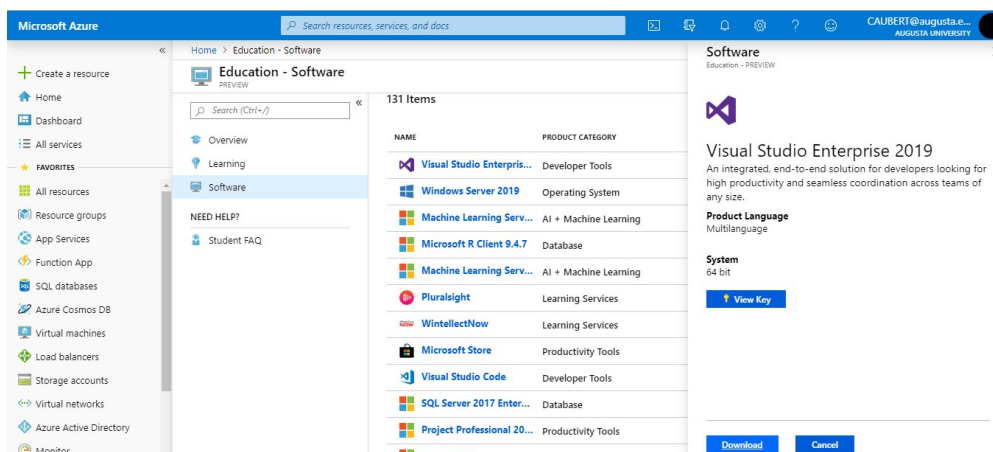 Microsoft Azure
Search resources, services, and docs
CAUBERT@augusta.e...
AUGUSTA UNIVERSITY
Create a resource
Home
Dashboard
All services
FAVORITES
All resources
Resource groups
App Services
Function App
SQL databases
Azure Cosmos DB
Virtual machines
Load balancers
Storage accounts
Virtual networks
Azure Active Directory
Monitor
Home > Education - Software
Education - Software
PREVIEW
Search (Ctrl+/)
Overview
Learning
Software
NEED HELP?
Student FAQ
131 Items
NAME PRODUCT CATEGORY
Visual Studio Enterpris... Developer Tools
Windows Server 2019 Operating System
Machine Learning Serv... AI + Machine Learning
Microsoft R Client 9.4.7 Database
Machine Learning Serv... AI + Machine Learning
Pluralsight Learning Services
WintellectNow Learning Services
Microsoft Store Productivity Tools
Visual Studio Code Developer Tools
SQL Server 2017 Enter... Database
Project Professional 20... Productivity Tools
Software
Education - PREVIEW
Visual Studio Enterprise 2019
An integrated, end-to-end solution for developers looking for
high productivity and seamless coordination across teams of
any size.
Product Language
Multilanguage
System
64 bit
View Key
Download Cancel